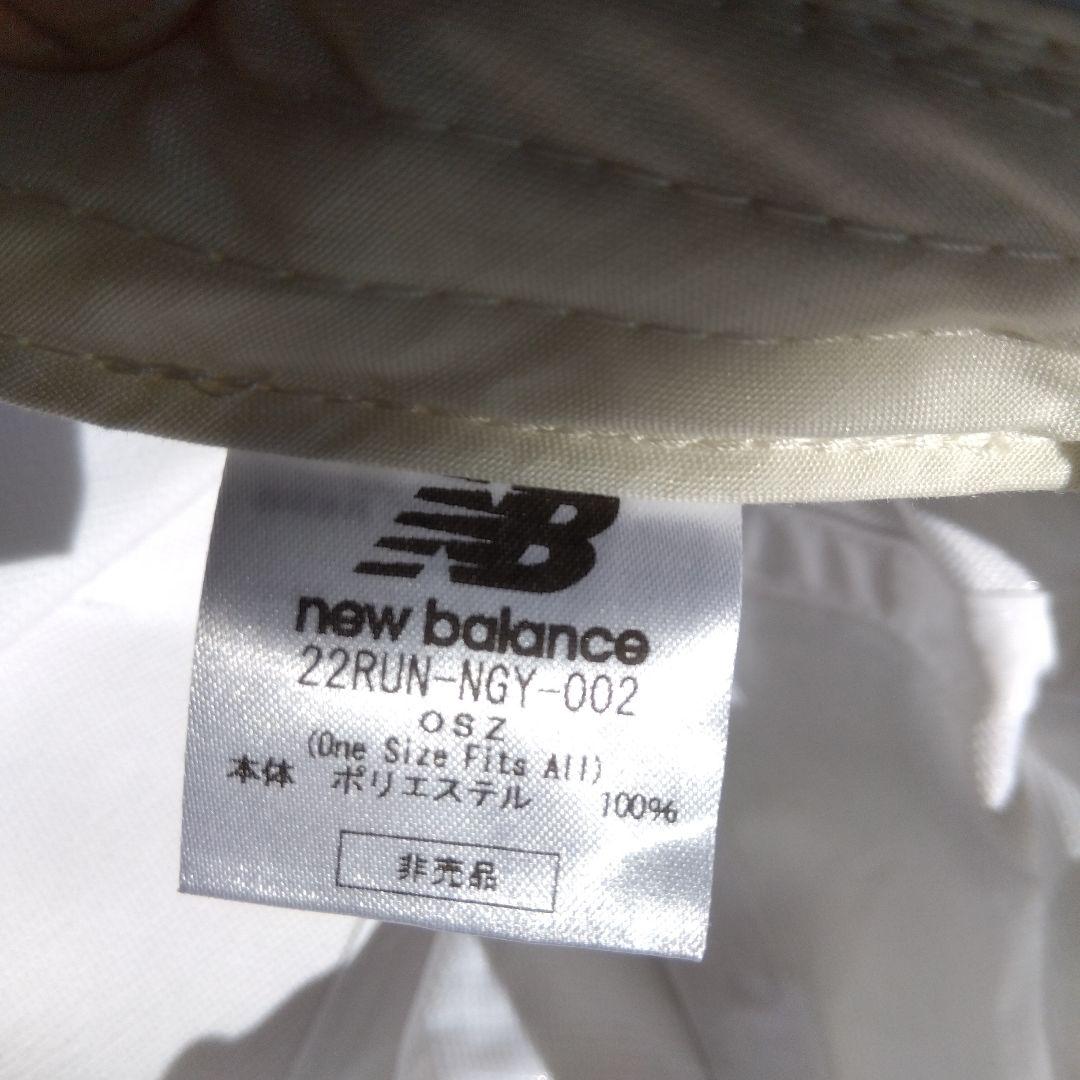 NB
new balance
22RUN-NGY-002
OSZ
(One Size Fits All)
本体 ポリエステル 100%
非売品